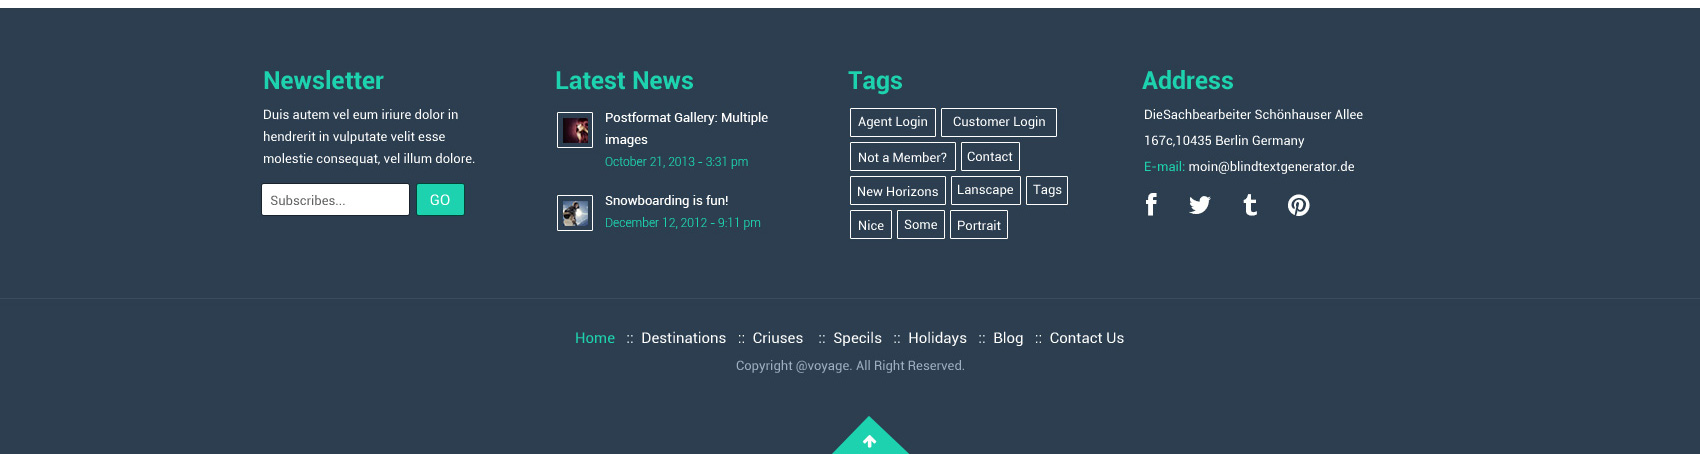 Newsletter
Duis autem vel eum iriure dolor in
hendrerit in vulputate velit esse
molestie consequat, vel illum dolore.
Subscribes...
GO
Latest News
Postformat Gallery: Multiple
images
October 21, 2013 - 3:31 pm
Snowboarding is fun!
December 12, 2012 - 9:11 pm
Tags
Agent Login Customer Login
Not a Member? Contact
New Horizons Lanscape Tags
Nice Some Portrait
Address
DieSachbearbeiter Schönhauser Allee
167c,10435 Berlin Germany
E-mail: moin@blindtextgenerator.de
Home :: Destinations :: Criuses :: Specils :: Holidays :: Blog :: Contact Us
Copyright @voyage. All Right Reserved.